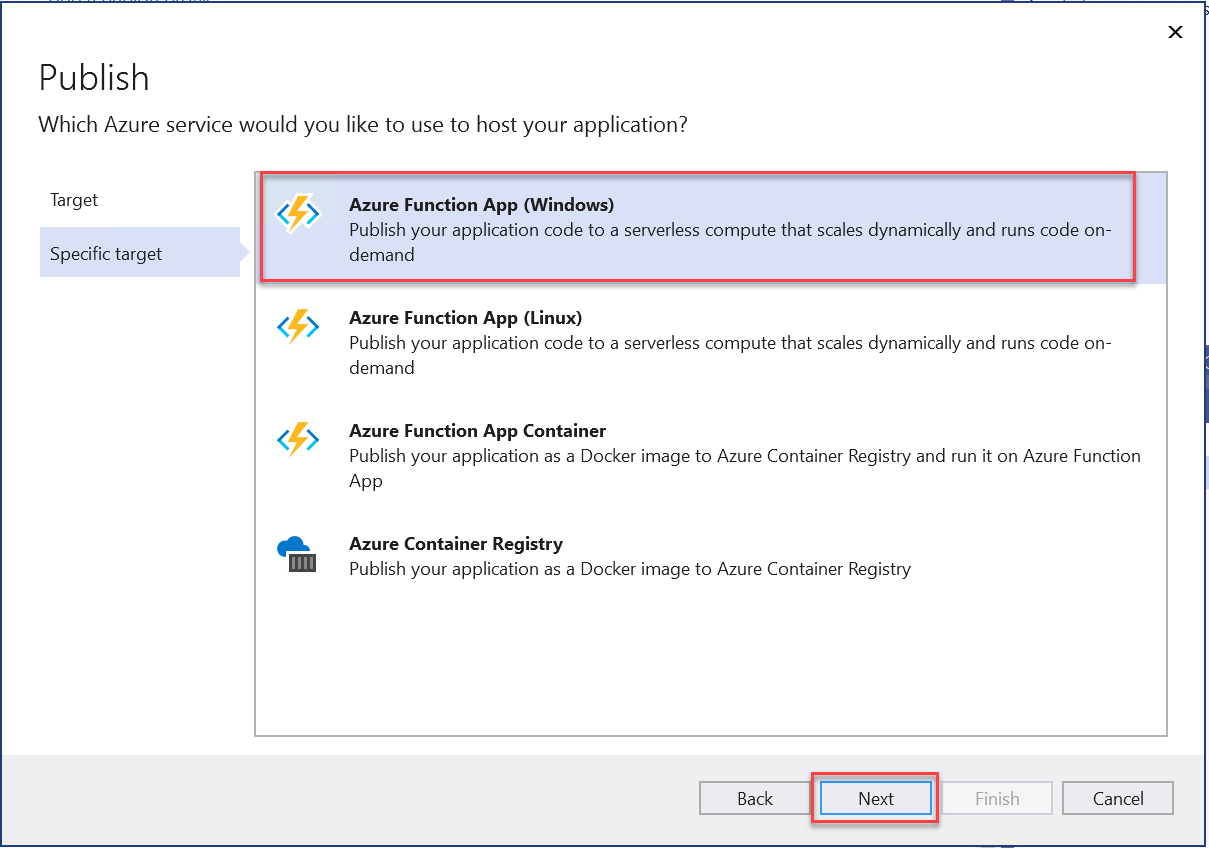 Publish
Which Azure service would you like to use to host your application?
Target
Specific target
Azure Function App (Windows)
Publish your application code to a serverless compute that scales dynamically and runs code on-
demand
Azure Function App (Linux)
Publish your application code to a serverless compute that scales dynamically and runs code on-
demand
Azure Function App Container
Publish your application as a Docker image to Azure Container Registry and run it on Azure Function
App
Azure Container Registry
Publish your application as a Docker image to Azure Container Registry
Back
Next
Finish
Cancel